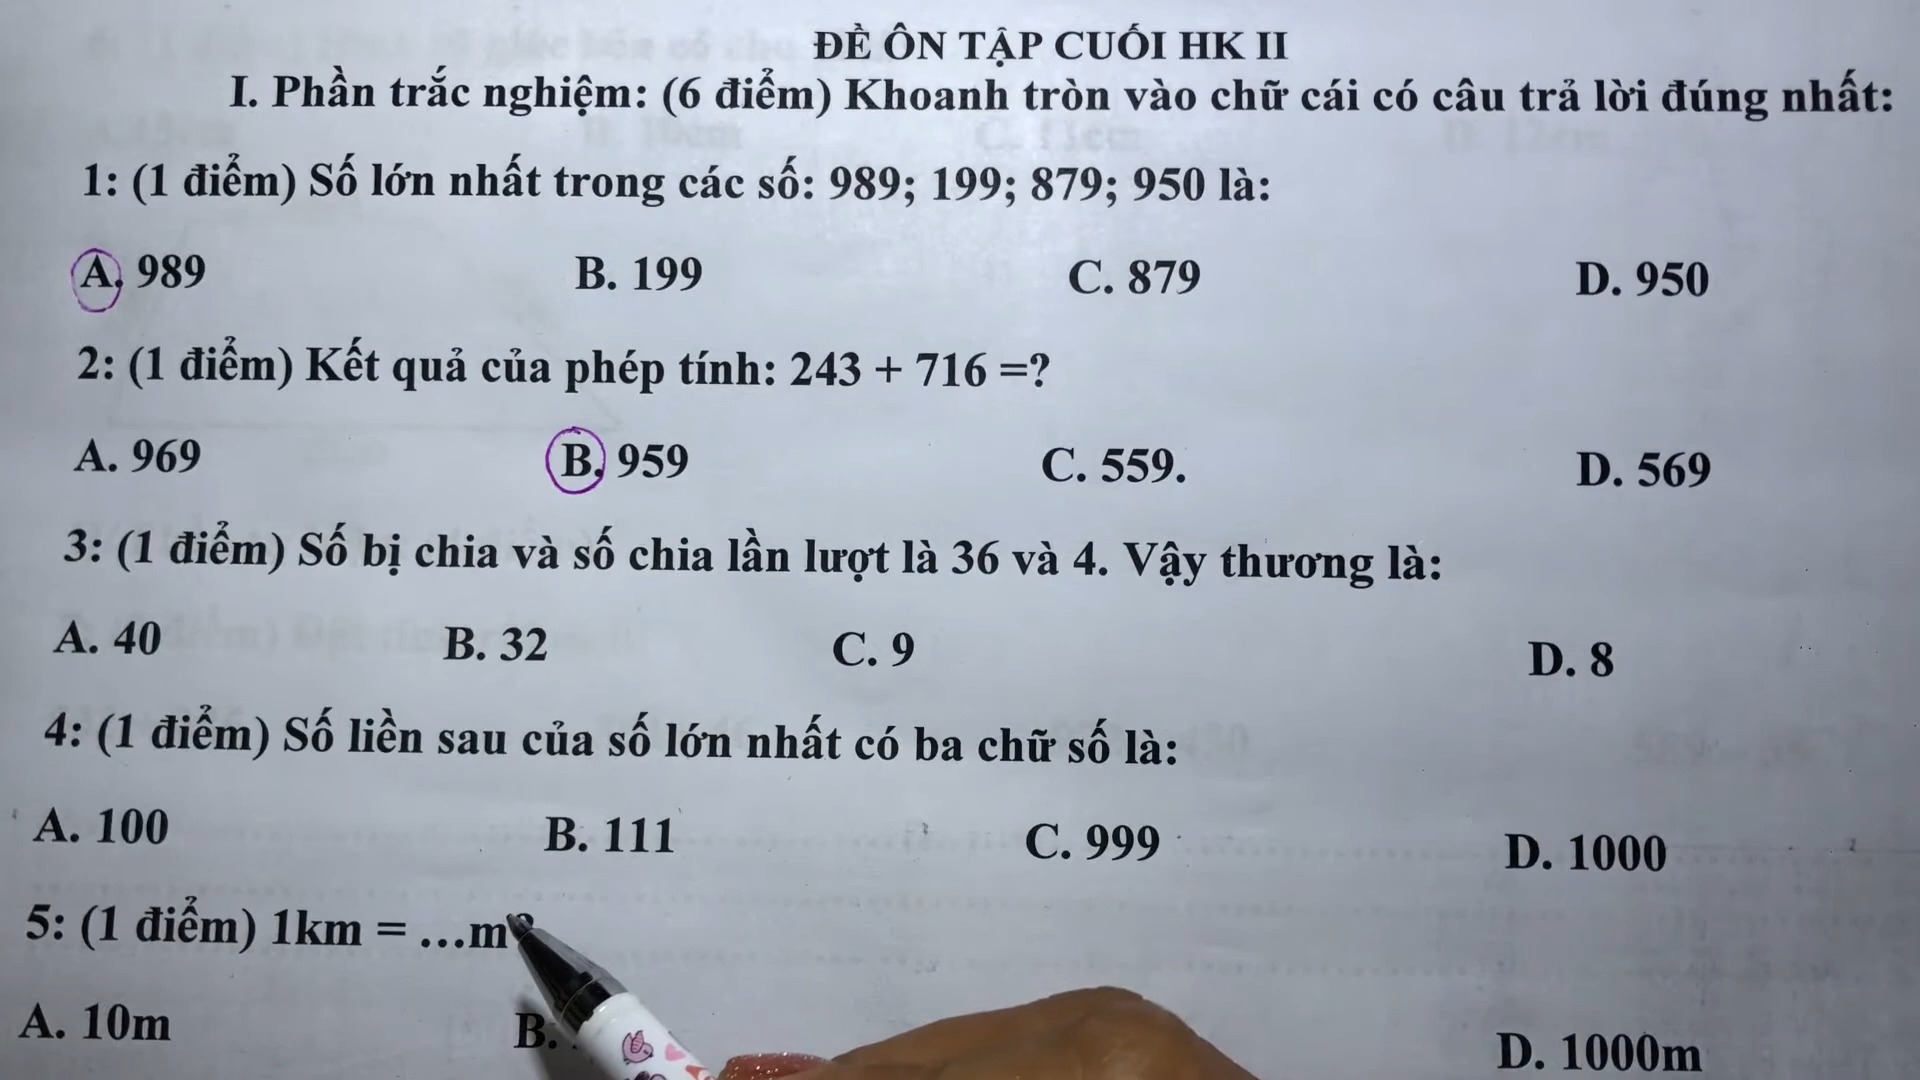 ĐỀ ÔN TẬP CUỐI HK II
I. Phần trắc nghiệm: (6 điểm) Khoanh tròn vào chữ cái có câu trả lời đúng nhất:
1: (1 điểm) Số lớn nhất trong các số: 989; 199; 879; 950 là:
A. 989 B. 199 C. 879 D. 950
2: (1 điểm) Kết quả của phép tính: 243 + 716 =?
A. 969 B. 959 C. 559. D. 569
3: (1 điểm) Số bị chia và số chia lần lượt là 36 và 4. Vậy thương là:
A. 40 B. 32 C. 9 D. 8
4: (1 điểm) Số liền sau của số lớn nhất có ba chữ số là:
A. 100 B. 111 C. 999 D. 1000
5: (1 điểm) 1km = ...m
A. 10m B. D. 1000m